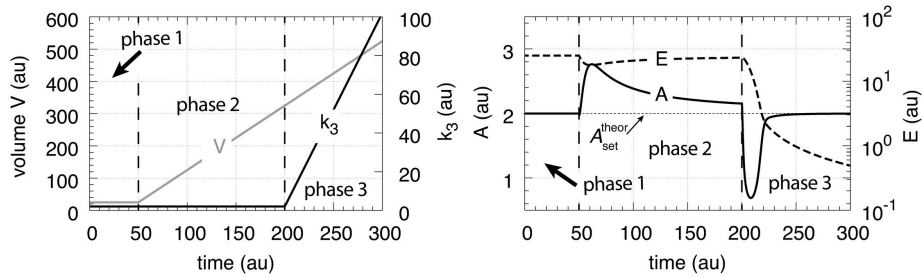 600
500
400
300
200
100
0
volume V (au)
phase 1
phase 2
V
k3
phase 3
100
80
60
40
20
0
k3 (au)
0 50 100 150 200 250 300
time (au)
3
2
1
A (au)
E
A
A set theor
phase 2
phase 1
phase 3
10^2
10^1
10^0
10^-1
E (au)
0 50 100 150 200 250 300
time (au)